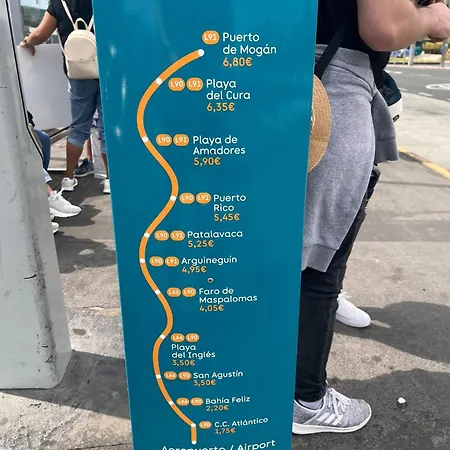 L91 Puerto
de Mogán
6,80€
L90 L91 Playa
del Cura
6,35€
L90 L91 Playa de
Amadores
5,90€
L90 L91 Puerto
Rico
5,45€
L90 L91 Patalavaca
5,25€
L90 L91 Arguineguín
4,95€
L66 L90 Faro de
Maspalomas
4,05€
L66 L90
Playa
del Inglés
3,50€
L66 L90 San Agustín
3,50€
L66 L90 Bahía Feliz
2,20€
L90 C.C. Atlántico
1,75€
Aeropuerto / Airport